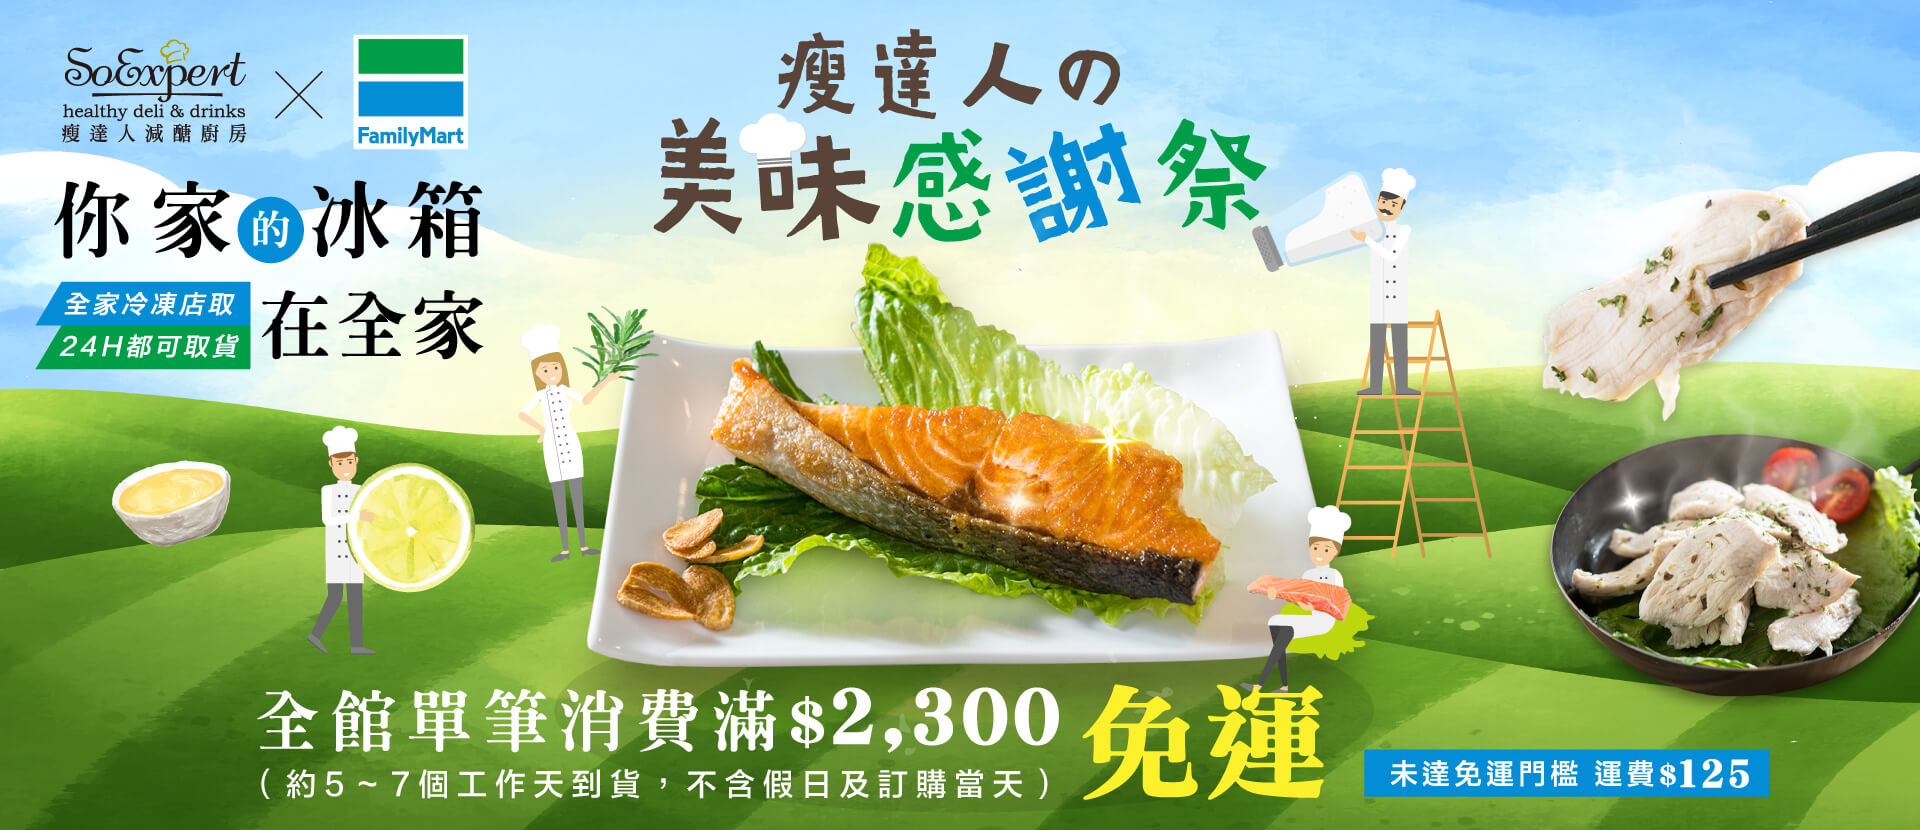 SoExpert
healthy deli & drinks
瘦達人減醣廚房
FamilyMart
你家的冰箱
全家冷凍店取
24H都可取貨
在全家
瘦達人の
美味感謝祭
全館單筆消費滿$2,300免運
(約5~7個工作天到貨,不含假日及訂購當天)
未達免運門檻 運費$125